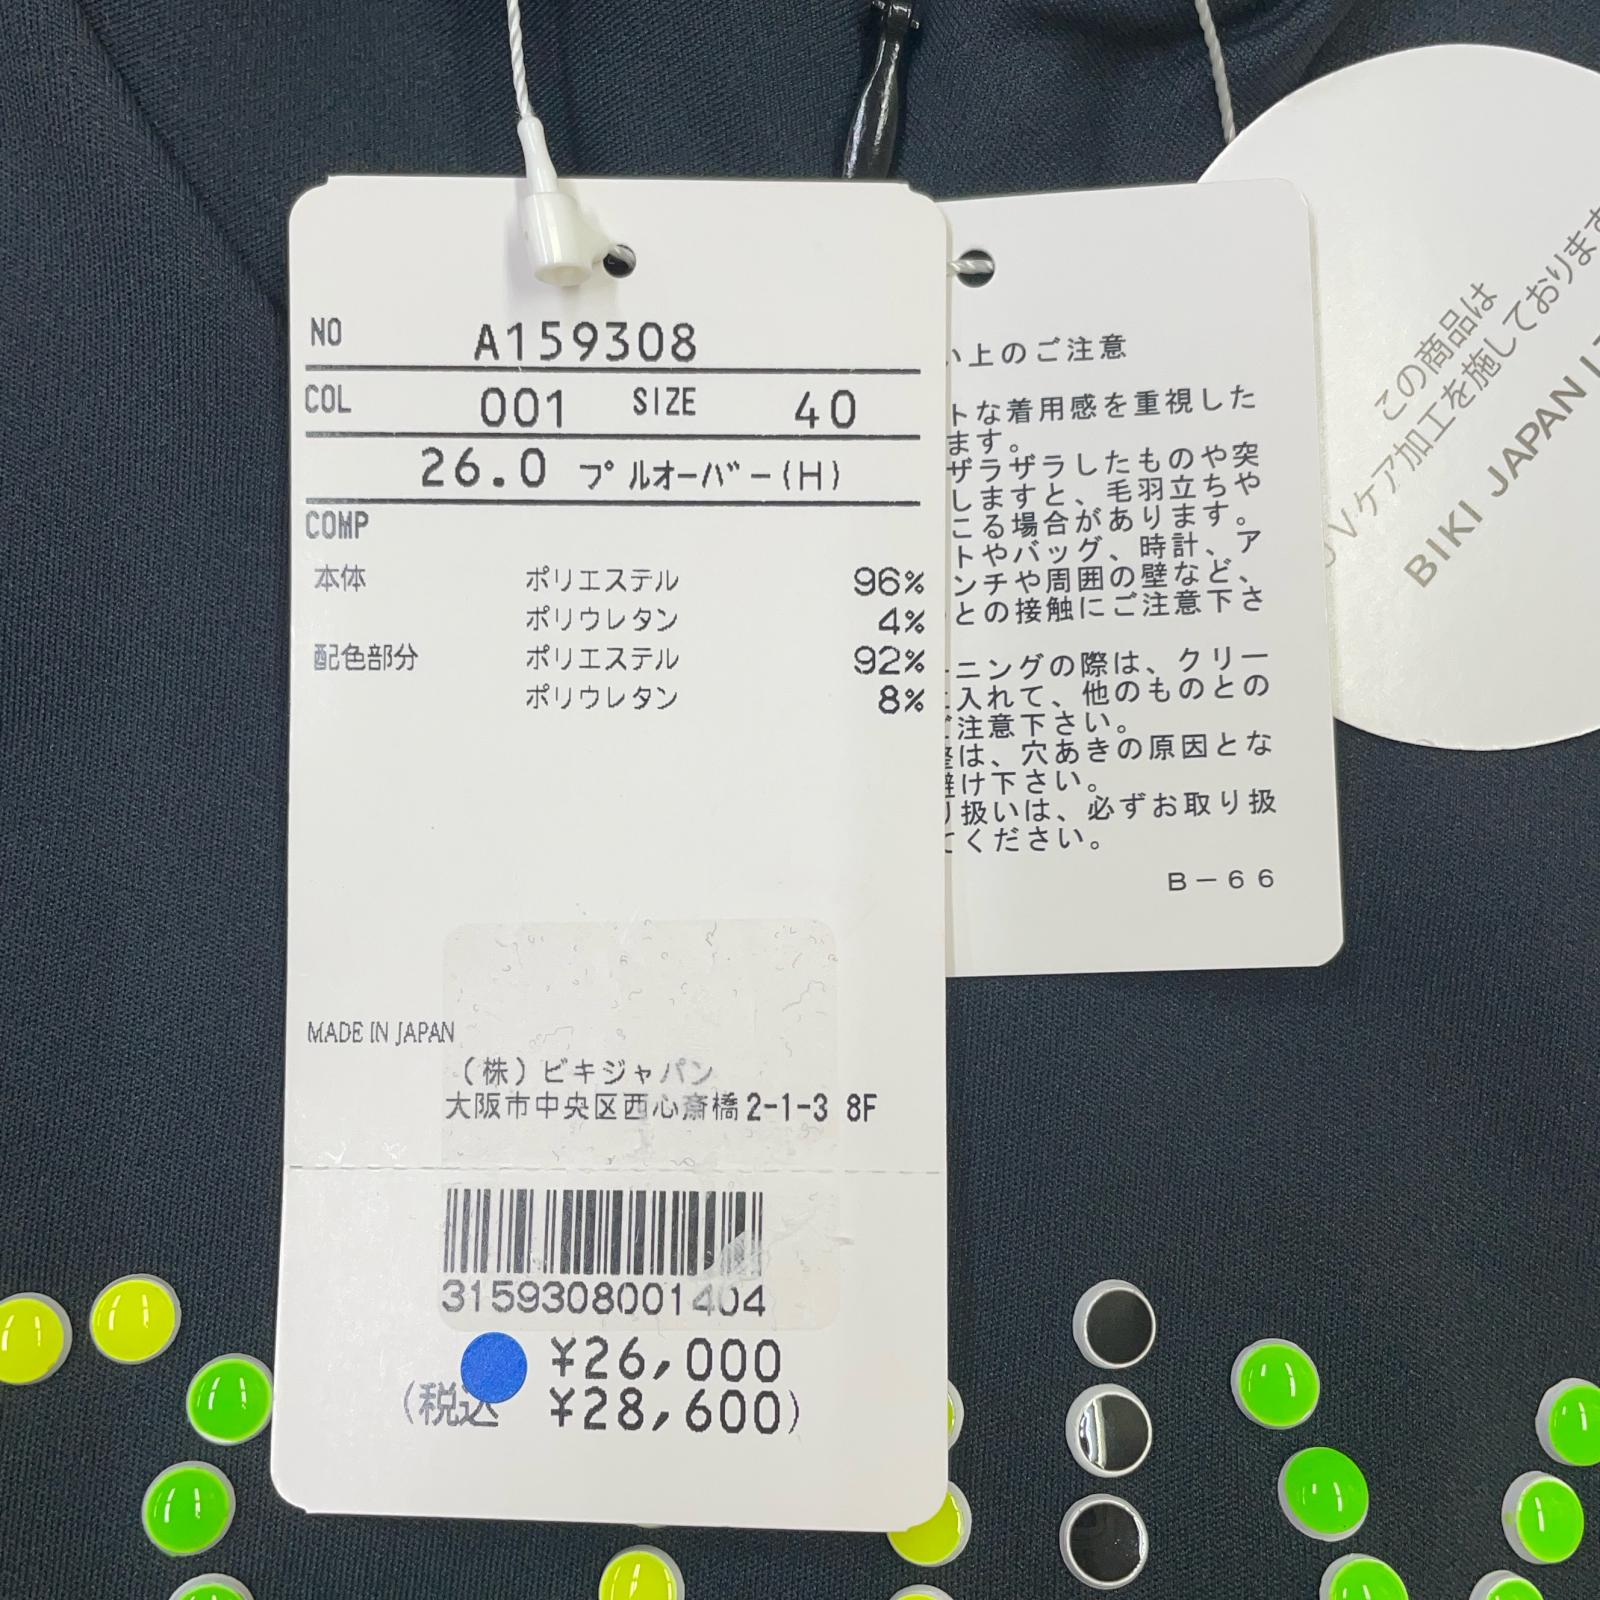 NO A159308
COL 001 SIZE 40
26.0 プルオーバー(H)
COMP
本体 ポリエステル 96%
ポリウレタン 4%
配色部分 ポリエステル 92%
ポリウレタン 8%
MADE IN JAPAN
(株)ビキジャパン
大阪市中央区西心斎橋2-1-3 8F
3159308001404
¥26,000
(税込 ¥28,600)
い上のご注意
トな着用感を重視した
ます。
ザラザラしたものや突
しますと、毛羽立ちや
こる場合があります。
トやバッグ、時計、ア
ンチや周囲の壁など、
との接触にご注意下さ
ーニングの際は、クリー
に入れて、他のものとの
ご注意下さい。
は、穴あきの原因とな
避け下さい。
り扱いは、必ずお取り扱
てください。
B-66
この商品は
Vケア加工を施しております
BIKI JAPAN